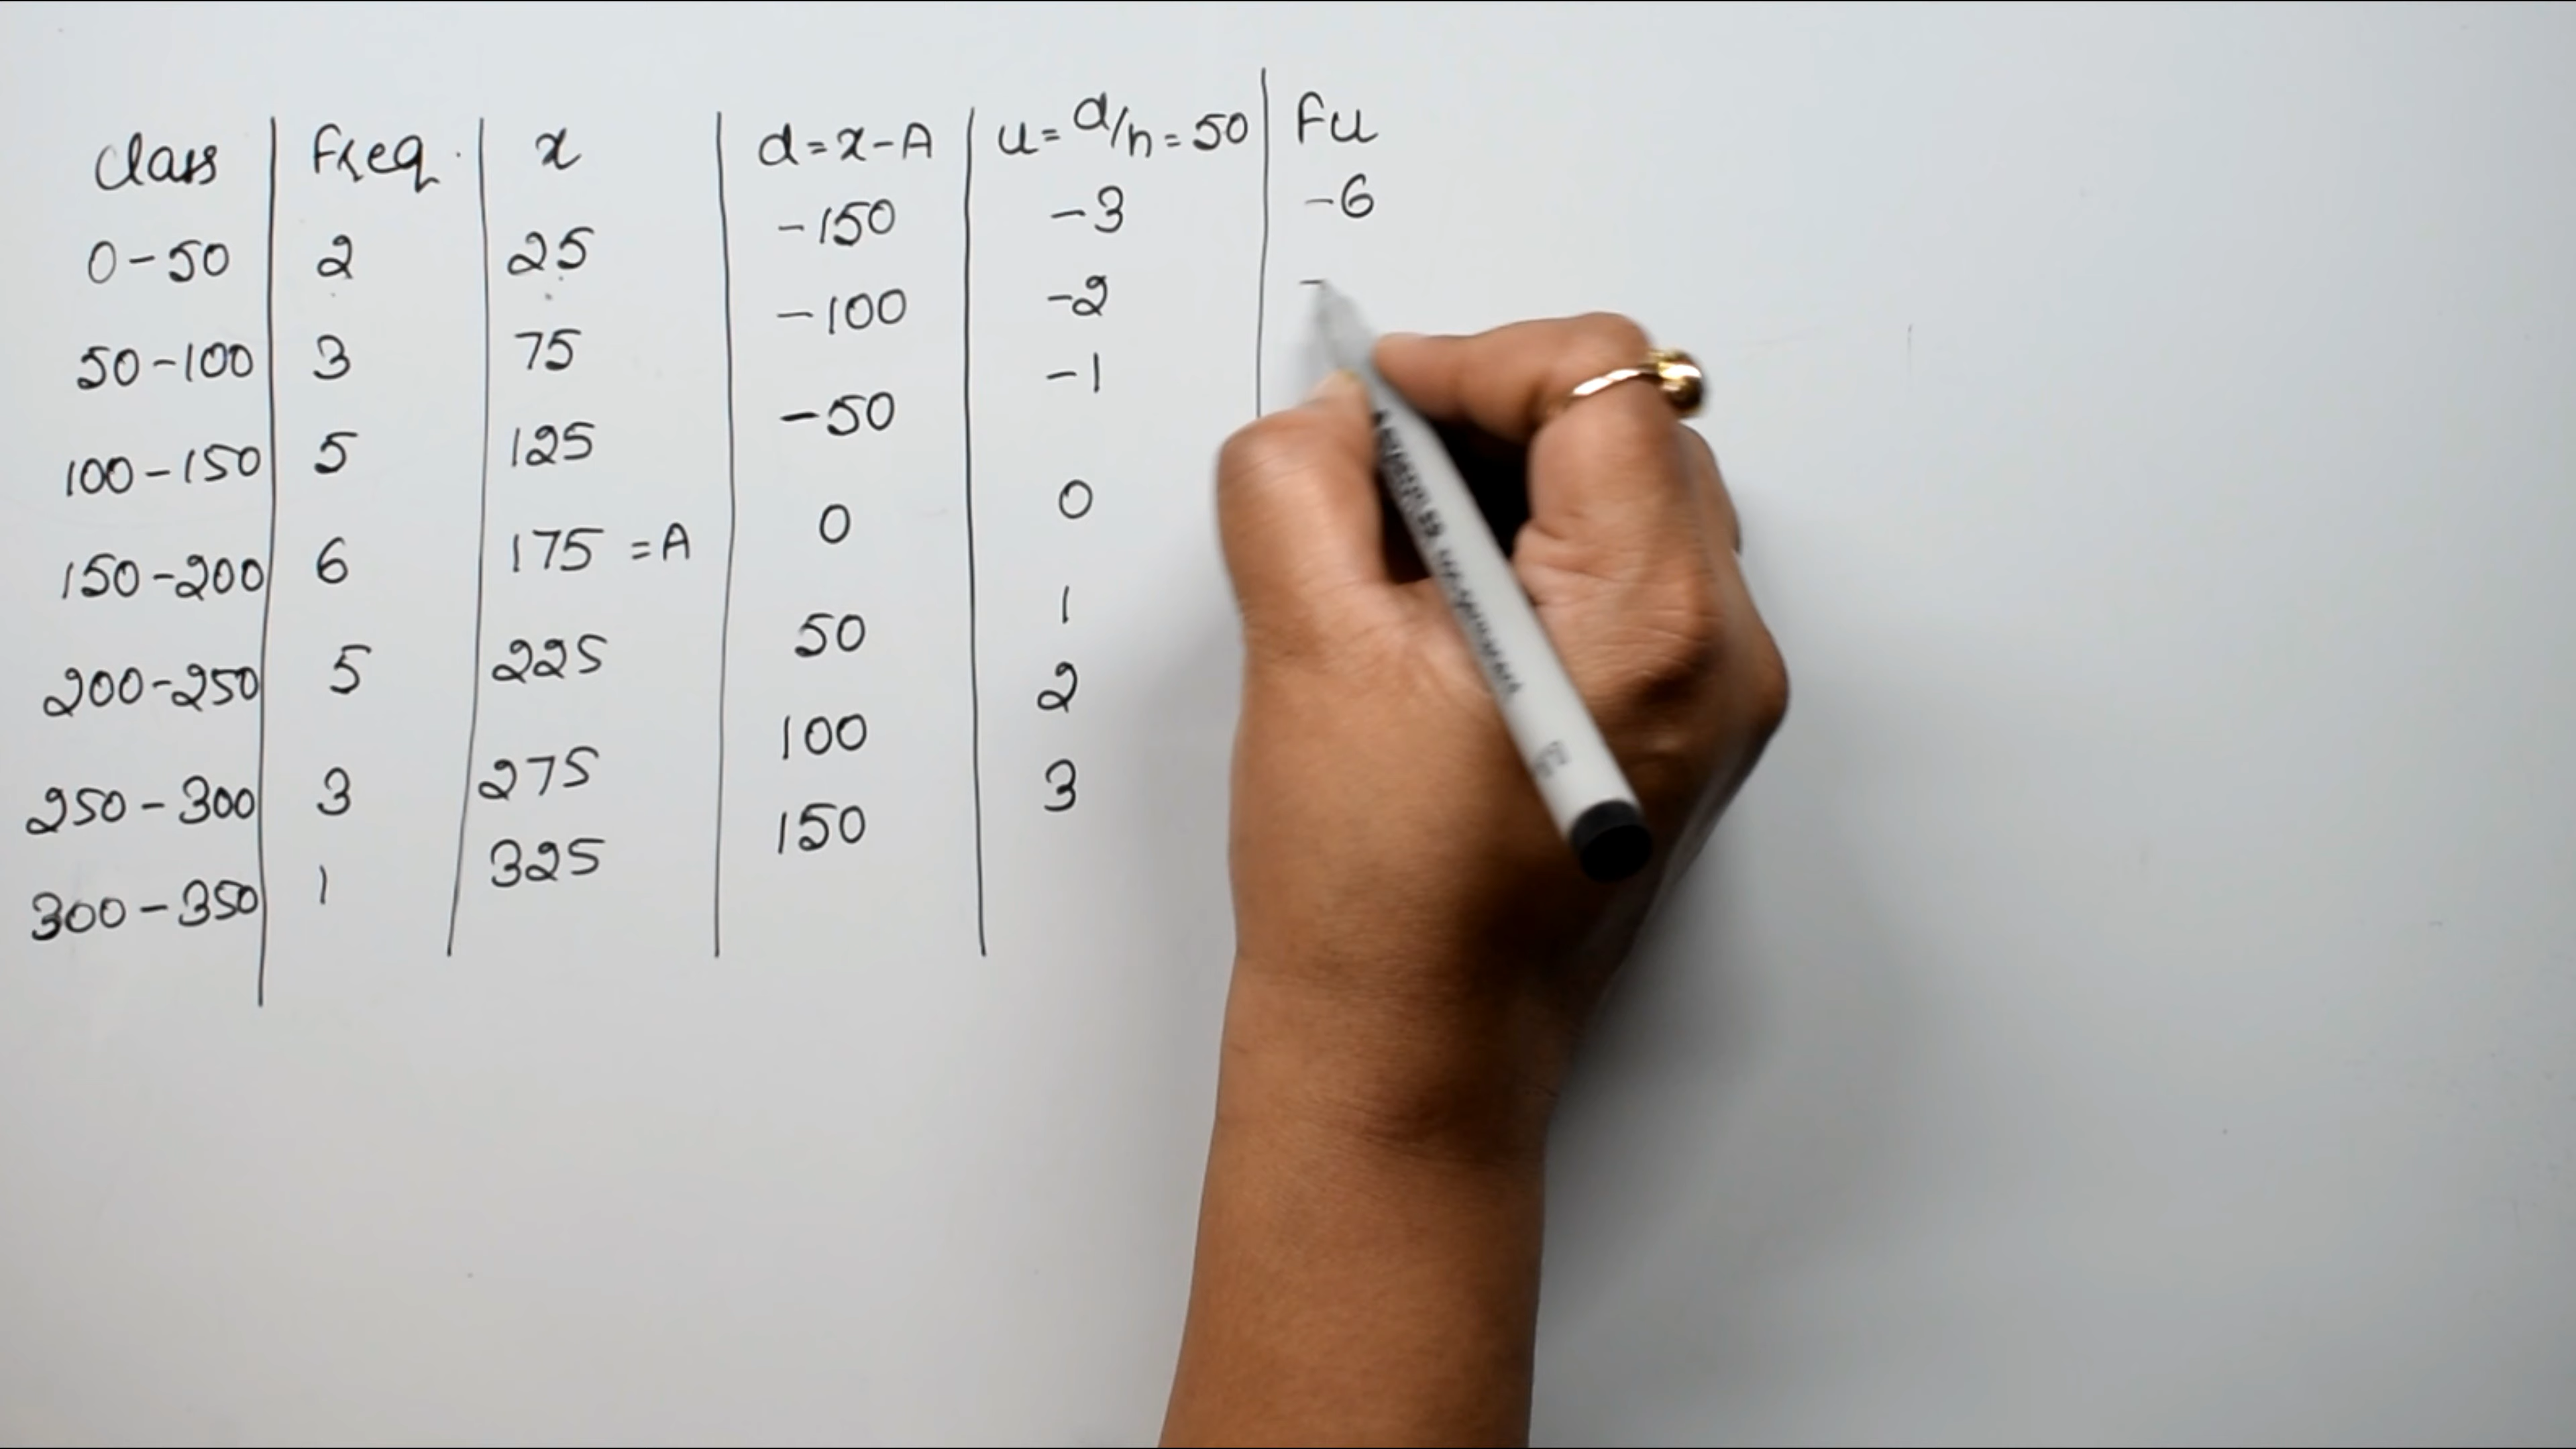 Class Freq. x d=x-A u=d/h=50 Fu
0-50 2 25 -150 -3 -6
50-100 3 75 -100 -2 -
100-150 5 125 -50 -1
150-200 6 175 =A 0 0
200-250 5 225 50 1
250-300 3 275 100 2
300-350 1 325 150 3